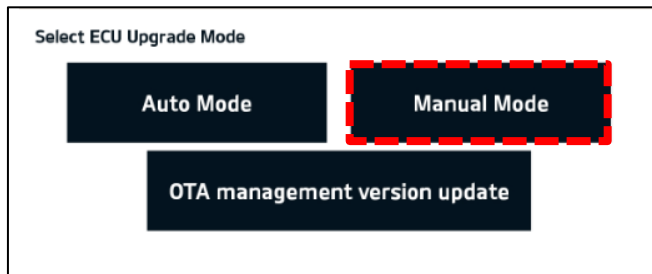 Select ECU Upgrade Mode
Auto Mode
Manual Mode
OTA management version update